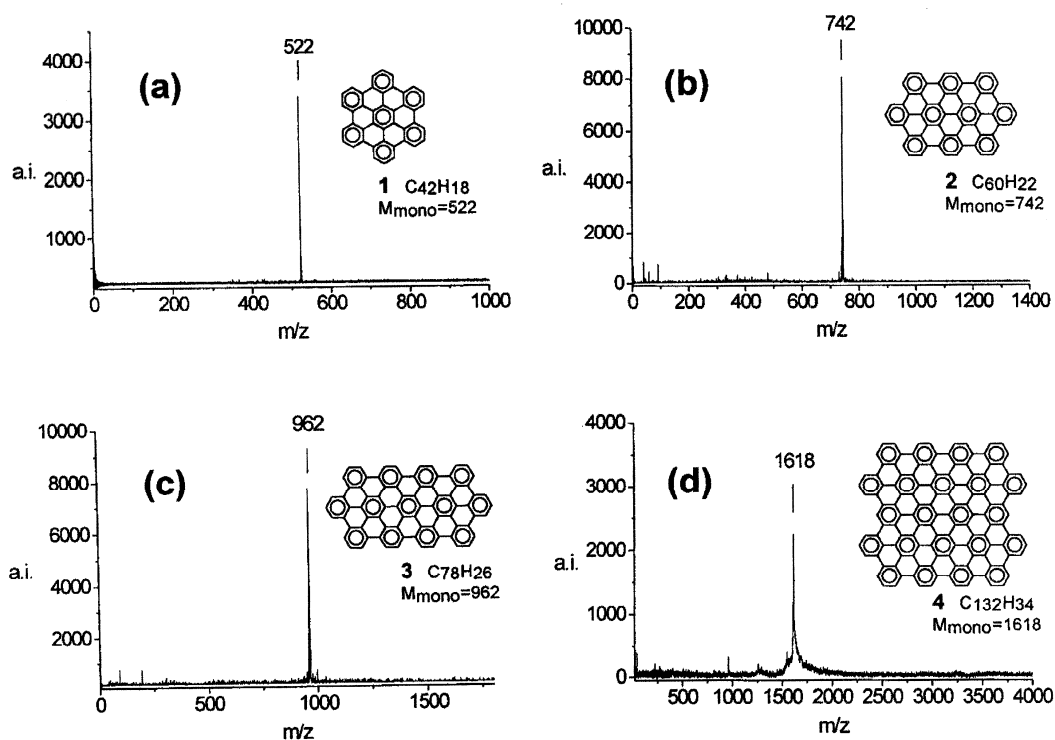 (a)
a.i.
4000
3000
2000
1000
522
1 C42H18
Mmono=522
0 200 400 600 800 1000
m/z
(b)
a.i.
10000
8000
6000
4000
2000
0
742
2 C60H22
Mmono=742
0 200 400 600 800 1000 1200 1400
m/z
(c)
a.i.
10000
8000
6000
4000
2000
962
3 C78H26
Mmono=962
0 500 1000 1500
m/z
(d)
a.i.
4000
3000
2000
1000
0
1618
4 C132H34
Mmono=1618
500 1000 1500 2000 2500 3000 3500 4000
m/z